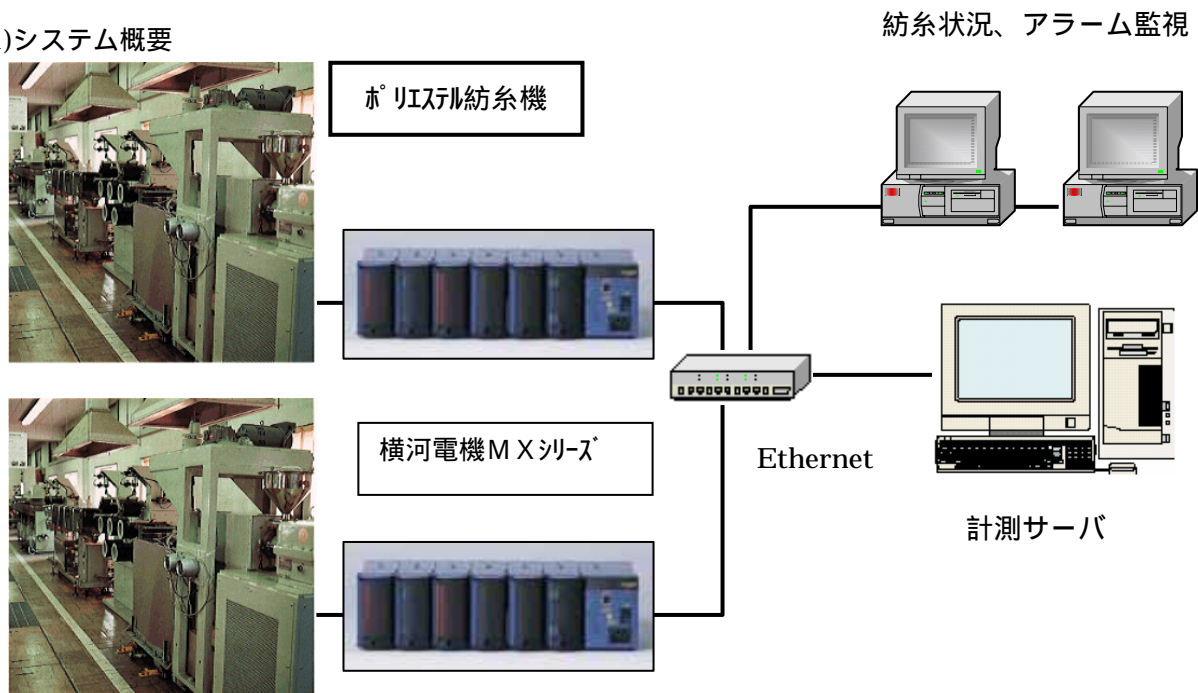 )システム概要
紡糸状況、アラーム監視
ﾎﾟﾘｴｽﾃﾙ紡糸機
横河電機ＭＸｼﾘｰｽﾞ
Ethernet
計測サーバ